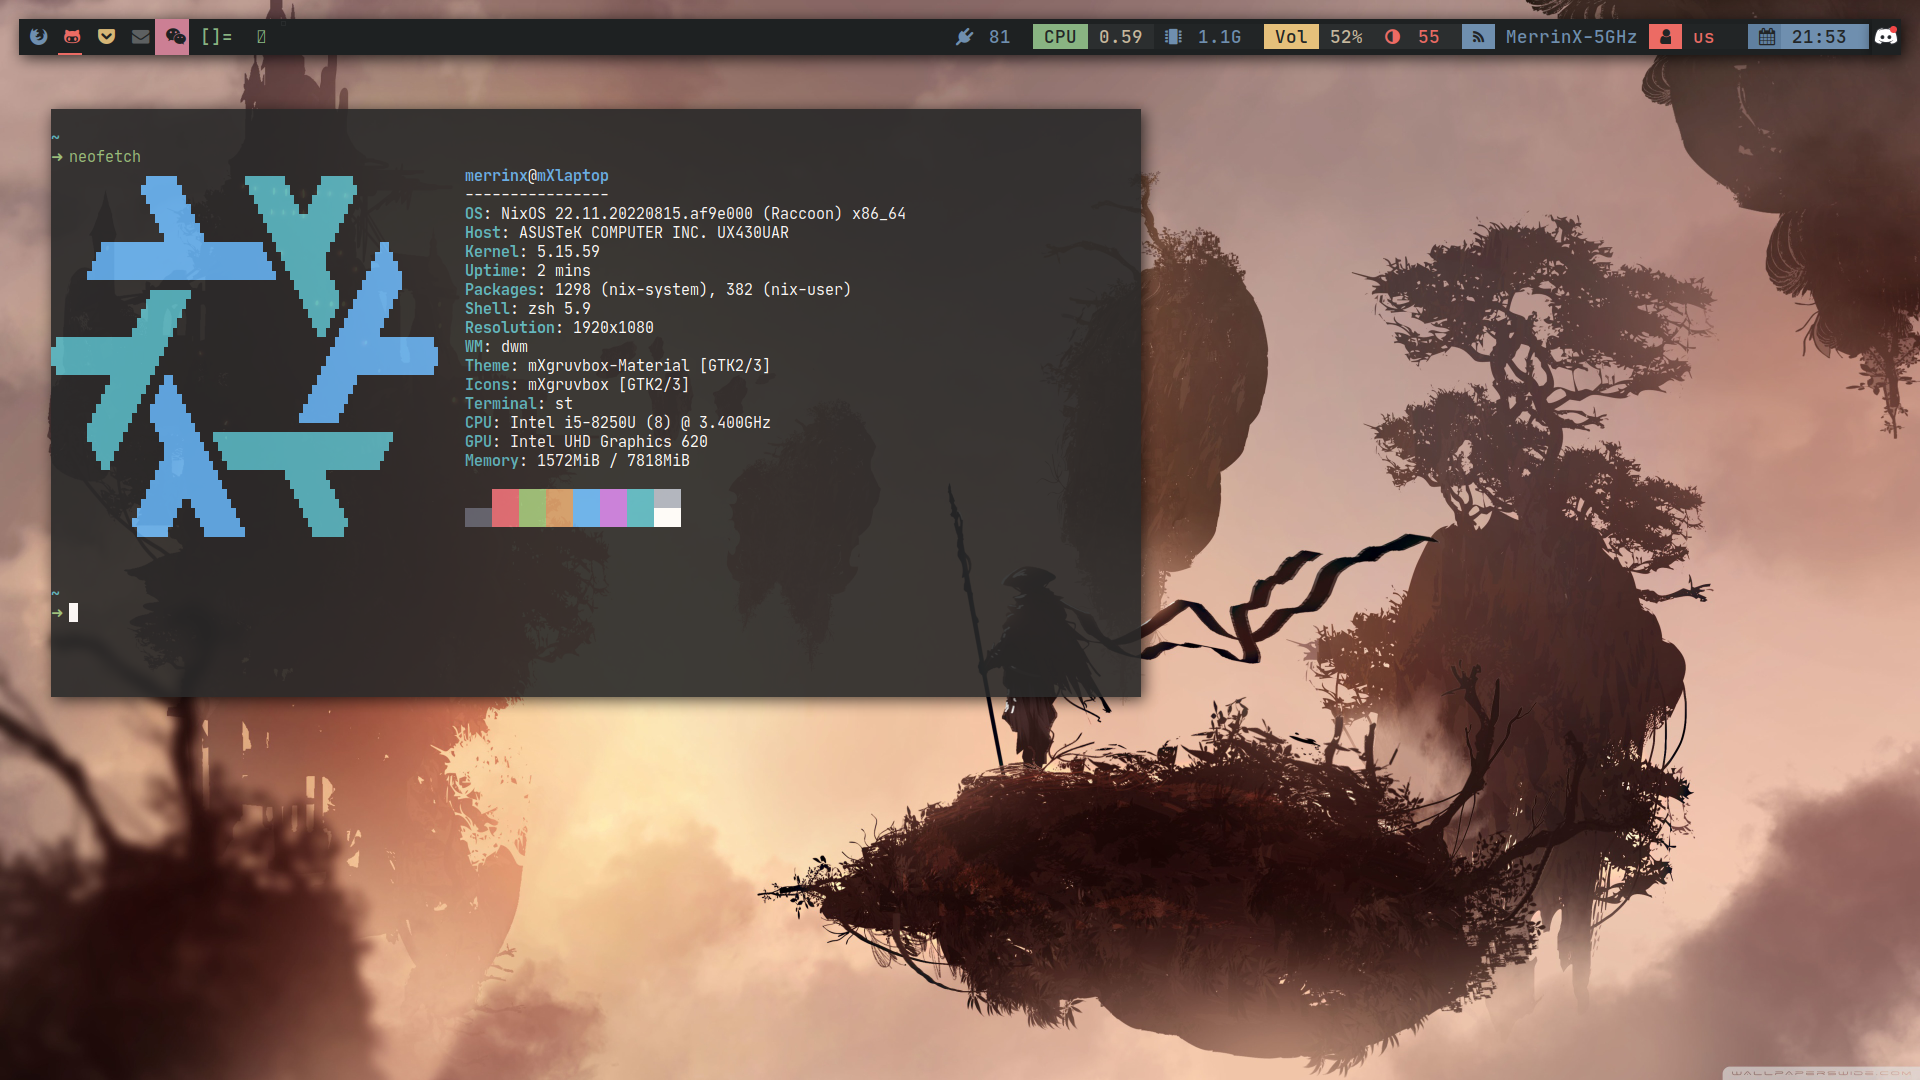 []= 81 CPU 0.59 1.1G Vol 52% 55 MerrinX-5GHz us 21:53
~
➜ neofetch
merrinx@mXlaptop
----------------
OS: NixOS 22.11.20220815.af9e000 (Raccoon) x86_64
Host: ASUSTeK COMPUTER INC. UX430UAR
Kernel: 5.15.59
Uptime: 2 mins
Packages: 1298 (nix-system), 382 (nix-user)
Shell: zsh 5.9
Resolution: 1920x1080
WM: dwm
Theme: mXgruvbox-Material [GTK2/3]
Icons: mXgruvbox [GTK2/3]
Terminal: st
CPU: Intel i5-8250U (8) @ 3.400GHz
GPU: Intel UHD Graphics 620
Memory: 1572MiB / 7818MiB
~
➜
WALLPAPERSWIDE.COM